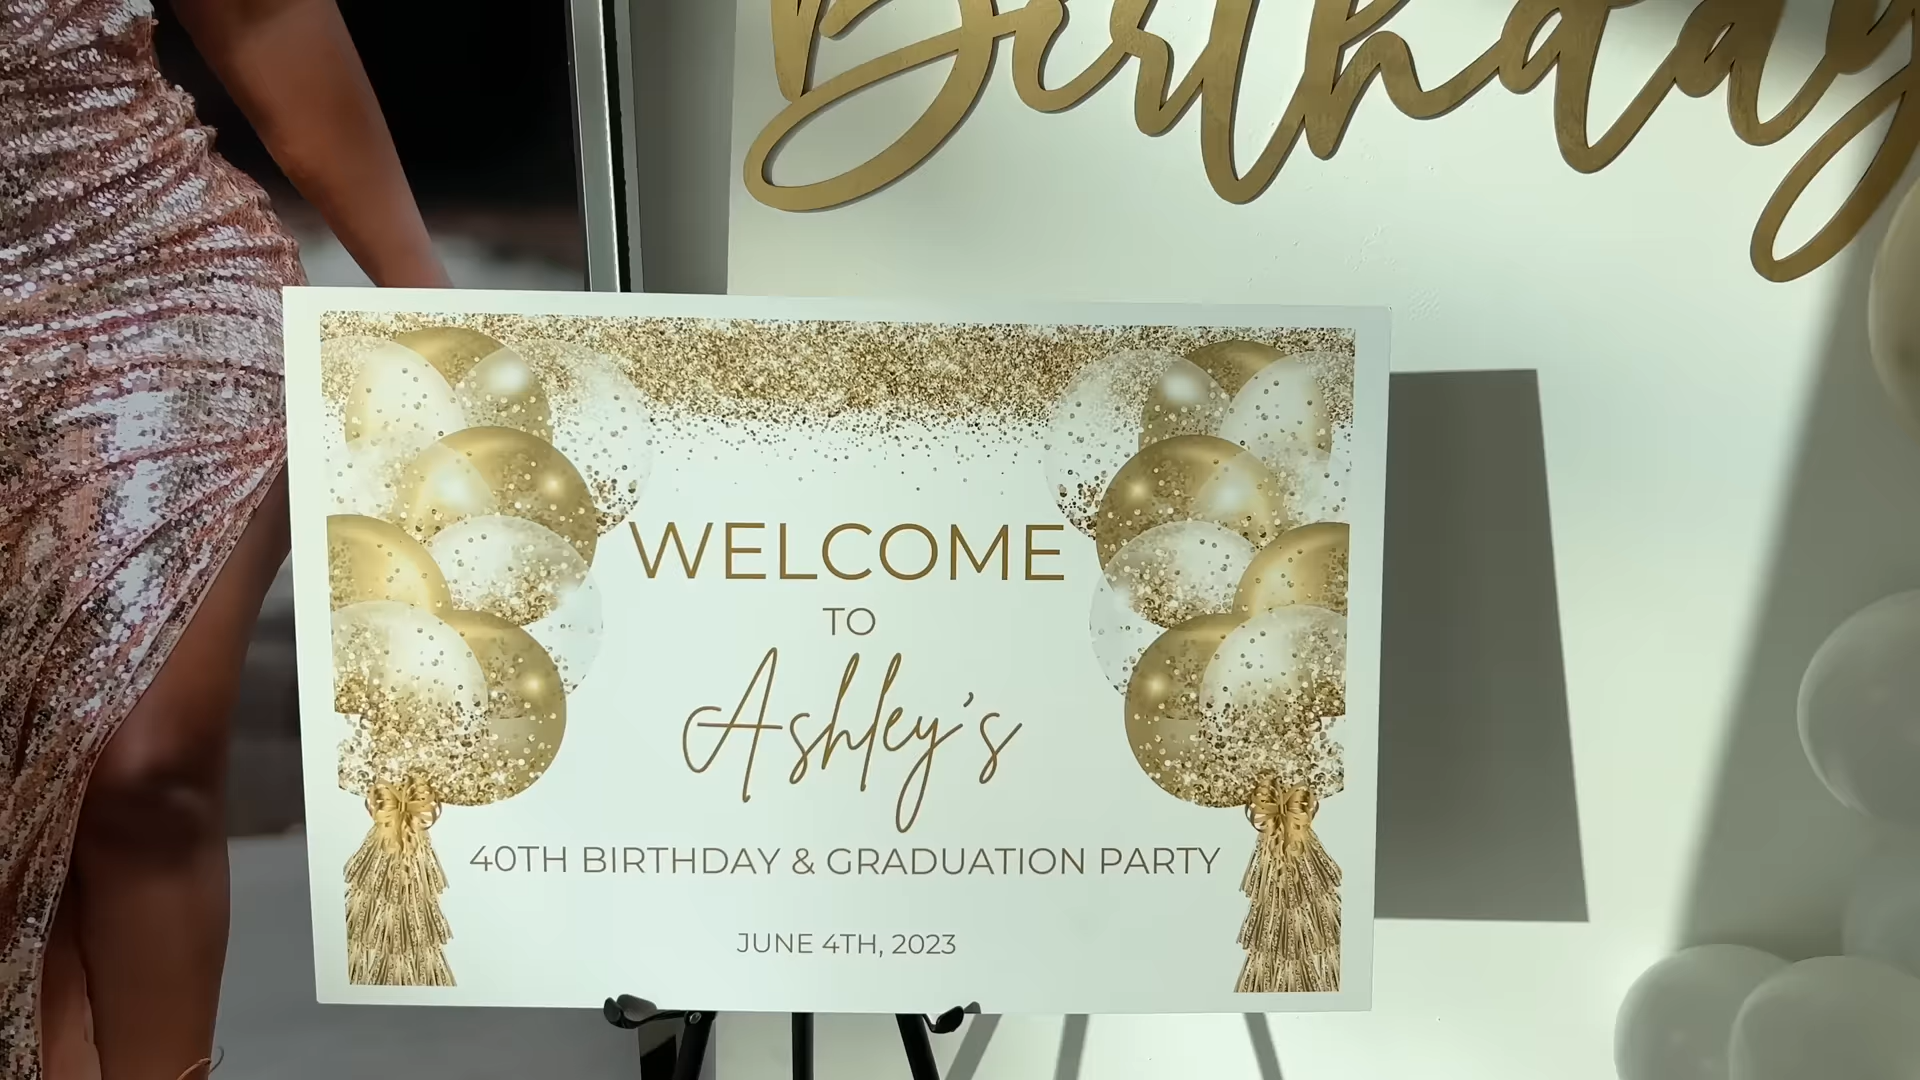 Birthday
WELCOME
TO
Ashley's
40TH BIRTHDAY & GRADUATION PARTY
JUNE 4TH, 2023